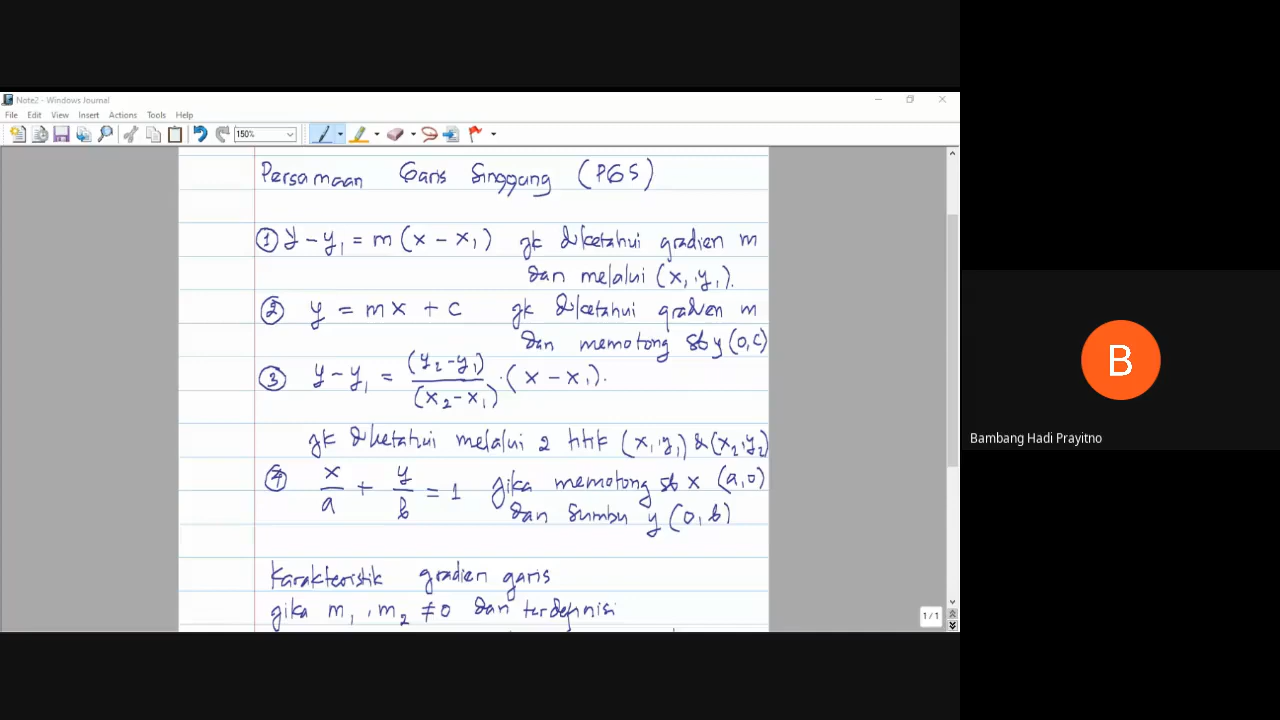 Note2 - Windows Journal
File Edit View Insert Actions Tools Help
150%
Persamaan Garis Singgung (PGS)
① y - y₁ = m (x - x₁) jk diketahui gradien m
dan melalui (x₁, y₁).
② y = mx + c jk diketahui gradien m
dan memotong sb y (0, c)
③ y - y₁ = (y₂ - y₁)/(x₂ - x₁) · (x - x₁).
jk diketahui melalui 2 titik (x₁, y₁) & (x₂, y₂)
④ x/a + y/b = 1 jika memotong sb x (a, 0)
dan sumbu y (0, b)
Karakteristik gradien garis
jika m₁, m₂ ≠ 0 dan terdefinisi
1/1
B
Bambang Hadi Prayitno